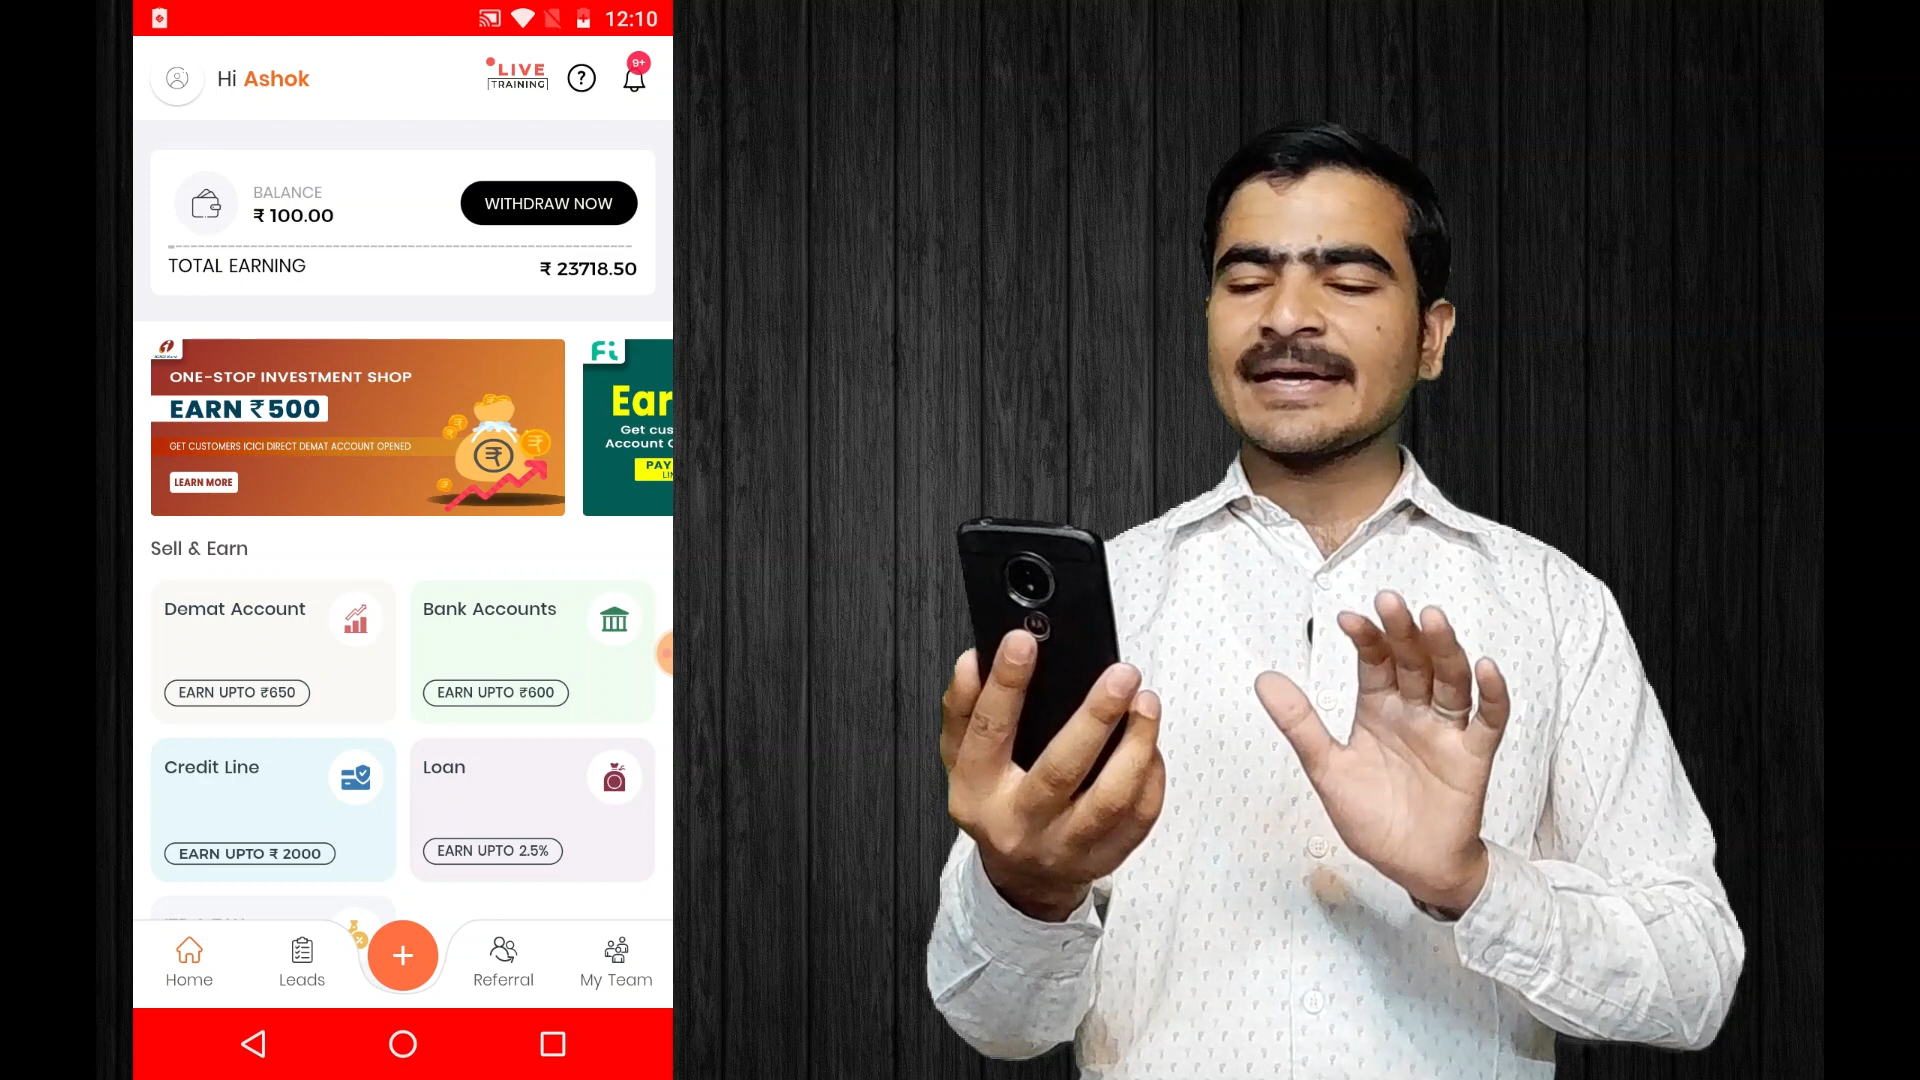 12:10
Hi Ashok
LIVE
TRAINING
?
9+
BALANCE
₹ 100.00
WITHDRAW NOW
TOTAL EARNING
₹ 23718.50
ONE-STOP INVESTMENT SHOP
EARN ₹500
GET CUSTOMERS ICICI DIRECT DEMAT ACCOUNT OPENED
LEARN MORE
Fi
Ear
Get cus
Account
PAY
Sell & Earn
Demat Account
EARN UPTO ₹650
Bank Accounts
EARN UPTO ₹600
Credit Line
EARN UPTO ₹ 2000
Loan
EARN UPTO 2.5%
Home
Leads
+
Referral
My Team